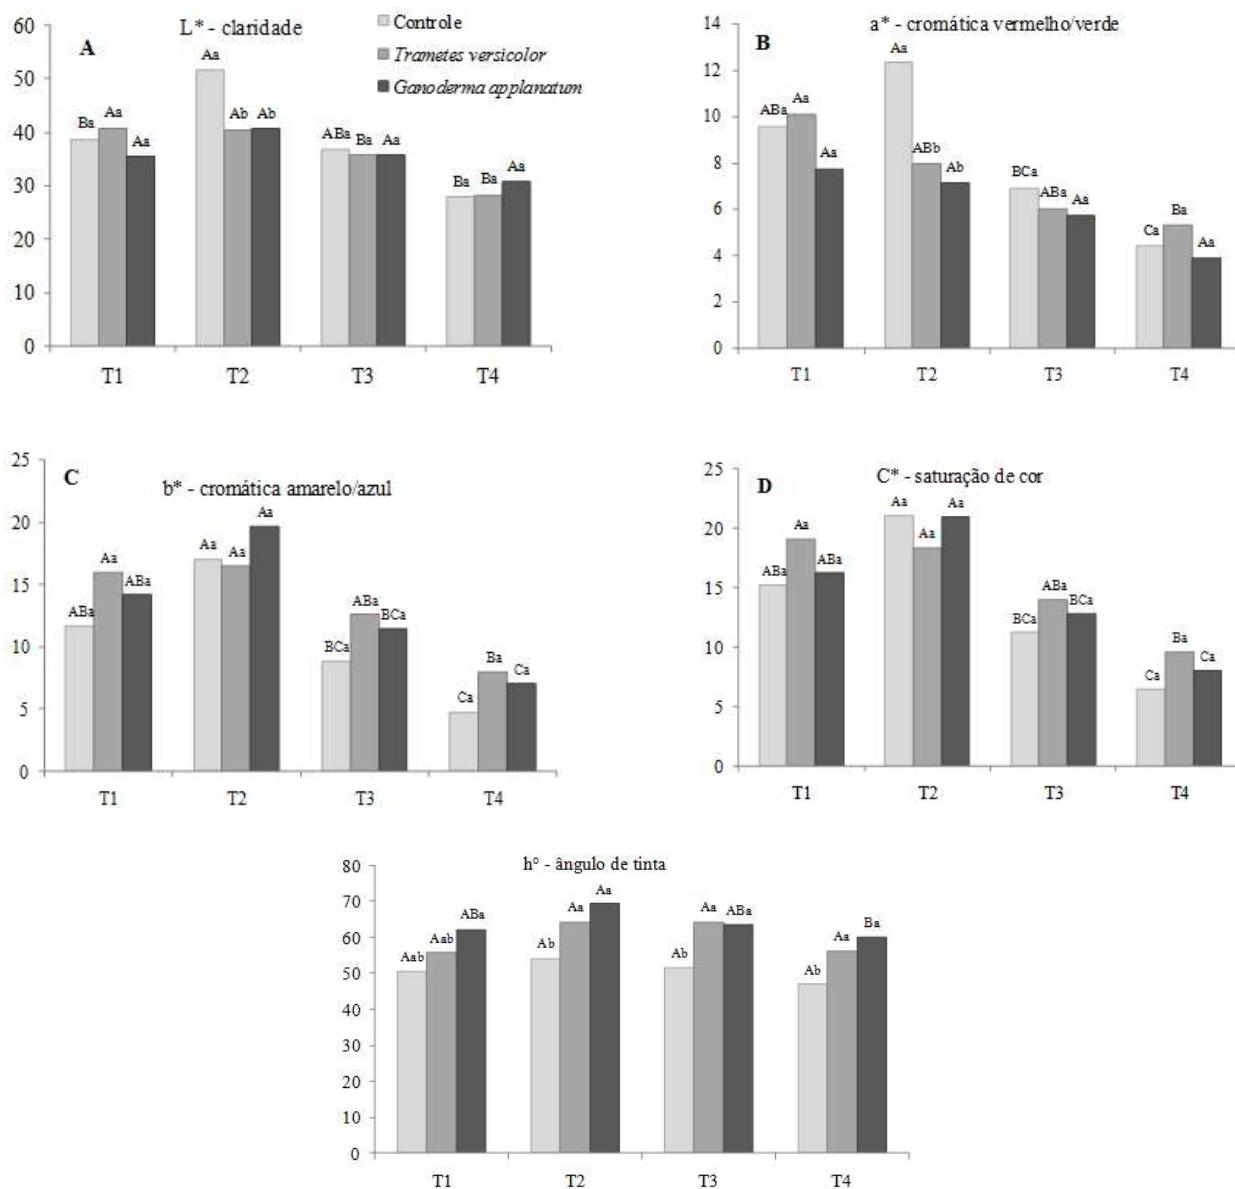 A
L* - claridade
Controle
Trametes versicolor
Ganoderma applanatum
60
50
40
30
20
10
0
Ba Aa Aa
Aa Ab Ab
ABa Ba Aa
Ba Ba Aa
T1 T2 T3 T4
B
a* - cromática vermelho/verde
14
12
10
8
6
4
2
0
ABa Aa Aa
Aa ABb Ab
BCa ABa Aa
Ca Ba Aa
T1 T2 T3 T4
C
b* - cromática amarelo/azul
25
20
15
10
5
0
ABa Aa ABa
Aa Aa Aa
BCa ABa BCa
Ca Ba Ca
T1 T2 T3 T4
D
C* - saturação de cor
25
20
15
10
5
0
ABa Aa ABa
Aa Aa Aa
BCa ABa BCa
Ca Ba Ca
T1 T2 T3 T4
h° - ângulo de tinta
80
70
60
50
40
30
20
10
0
Aab Aab ABa
Ab Aa Aa
Ab Aa ABa
Ab Aa Ba
T1 T2 T3 T4